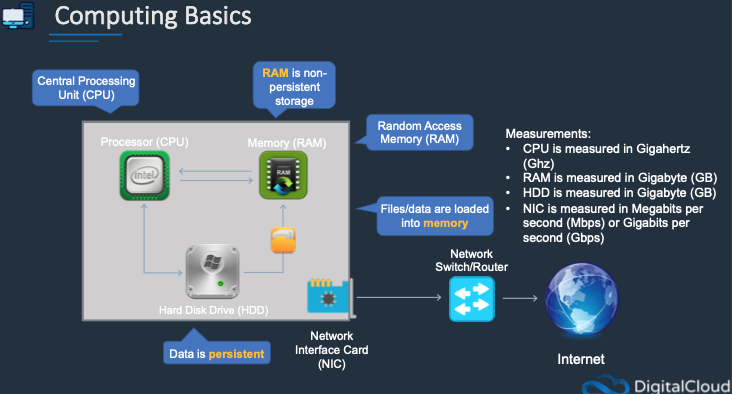 Computing Basics
Central Processing
Unit (CPU)
RAM is non-
persistent
storage
Processor (CPU)
Memory (RAM)
Random Access
Memory (RAM)
Measurements:
• CPU is measured in Gigahertz
(Ghz)
• RAM is measured in Gigabyte (GB)
• HDD is measured in Gigabyte (GB)
• NIC is measured in Megabits per
second (Mbps) or Gigabits per
second (Gbps)
intel
RAM
Files/data are loaded
into memory
Network
Switch/Router
Hard Disk Drive (HDD)
Data is persistent
Network
Interface Card
(NIC)
Internet
DigitalCloud